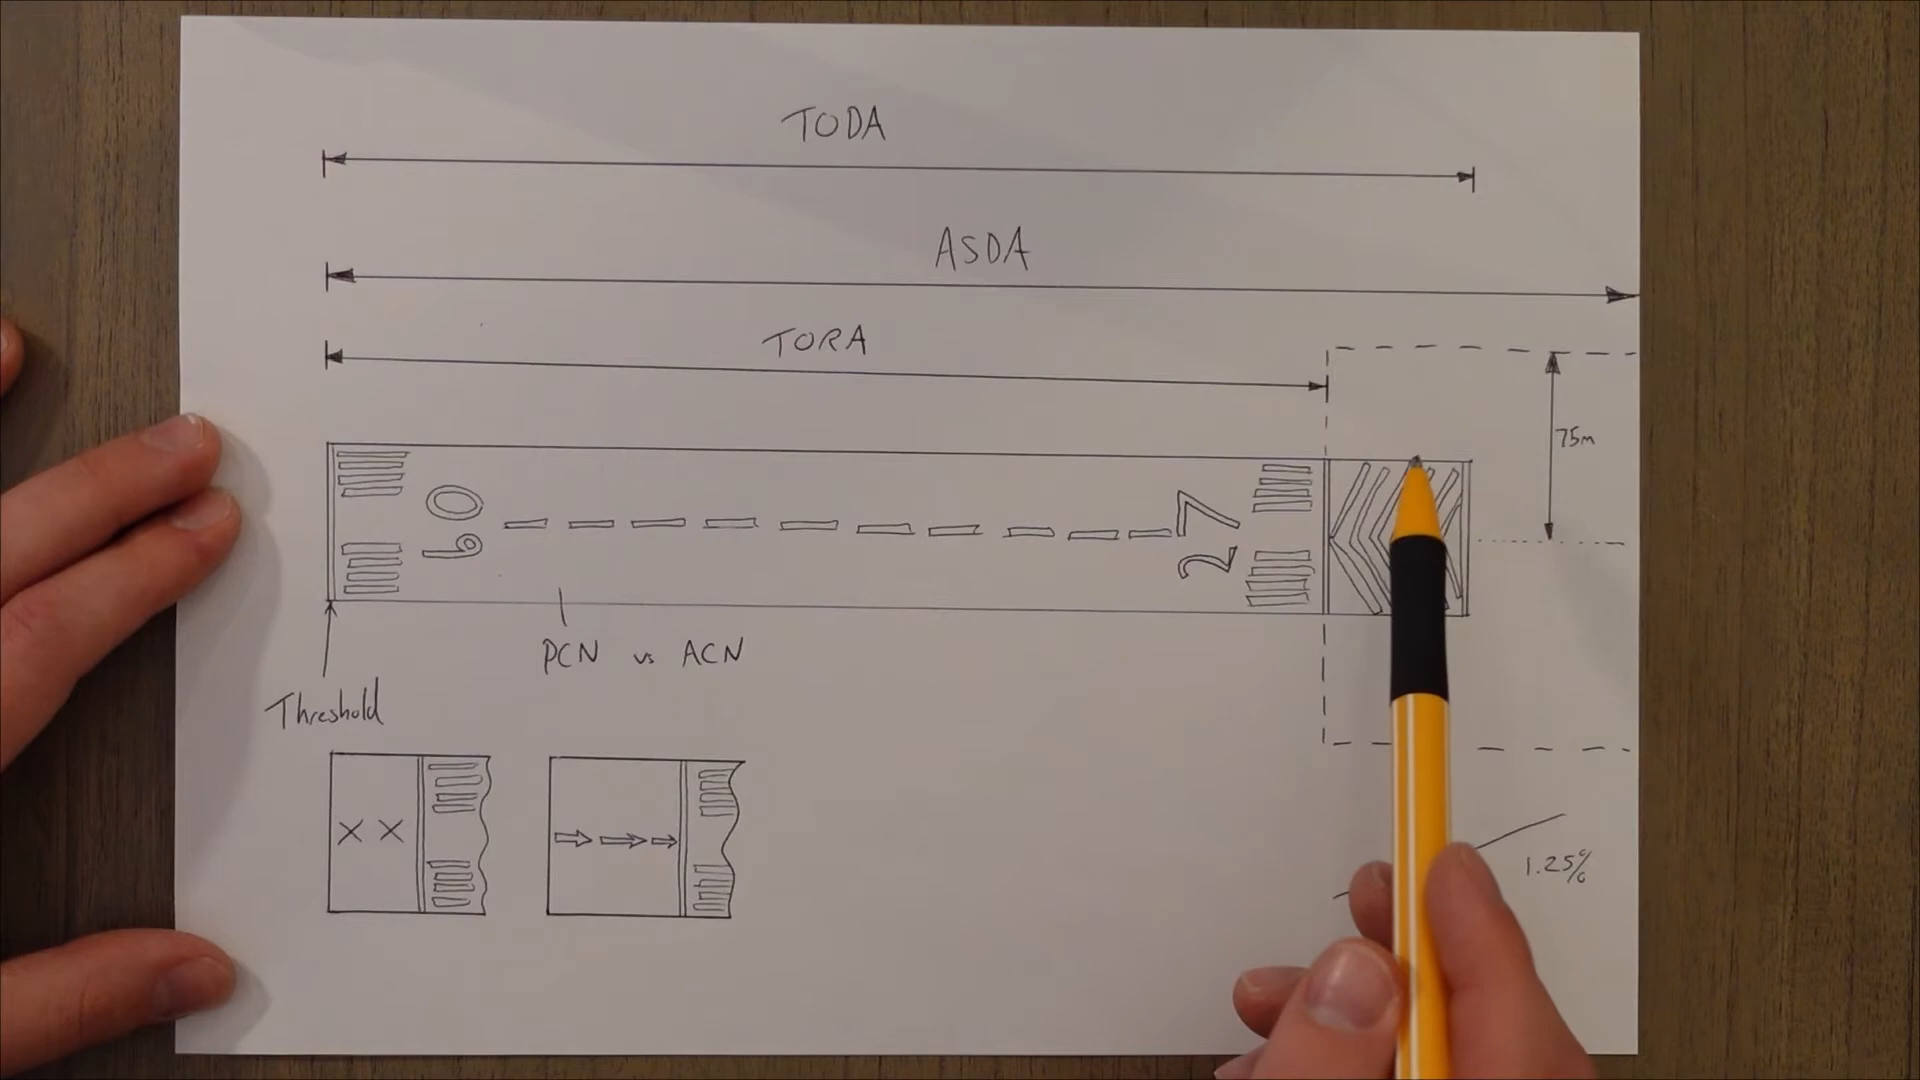 TODA
ASDA
TORA
75m
09
27
PCN vs ACN
Threshold
1.25%